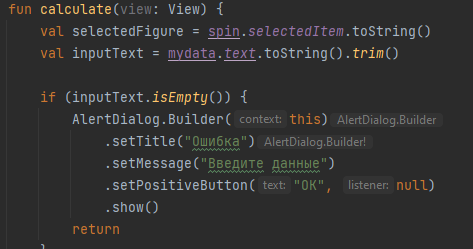 fun calculate(view: View) {
val selectedFigure = spin.selectedItem.toString()
val inputText = mydata.text.toString().trim()
if (inputText.isEmpty()) {
AlertDialog.Builder( context: this) AlertDialog.Builder
.setTitle("Ошибка") AlertDialog.Builder!
.setMessage("Введите данные")
.setPositiveButton( text: "OK", listener: null)
.show()
return
}